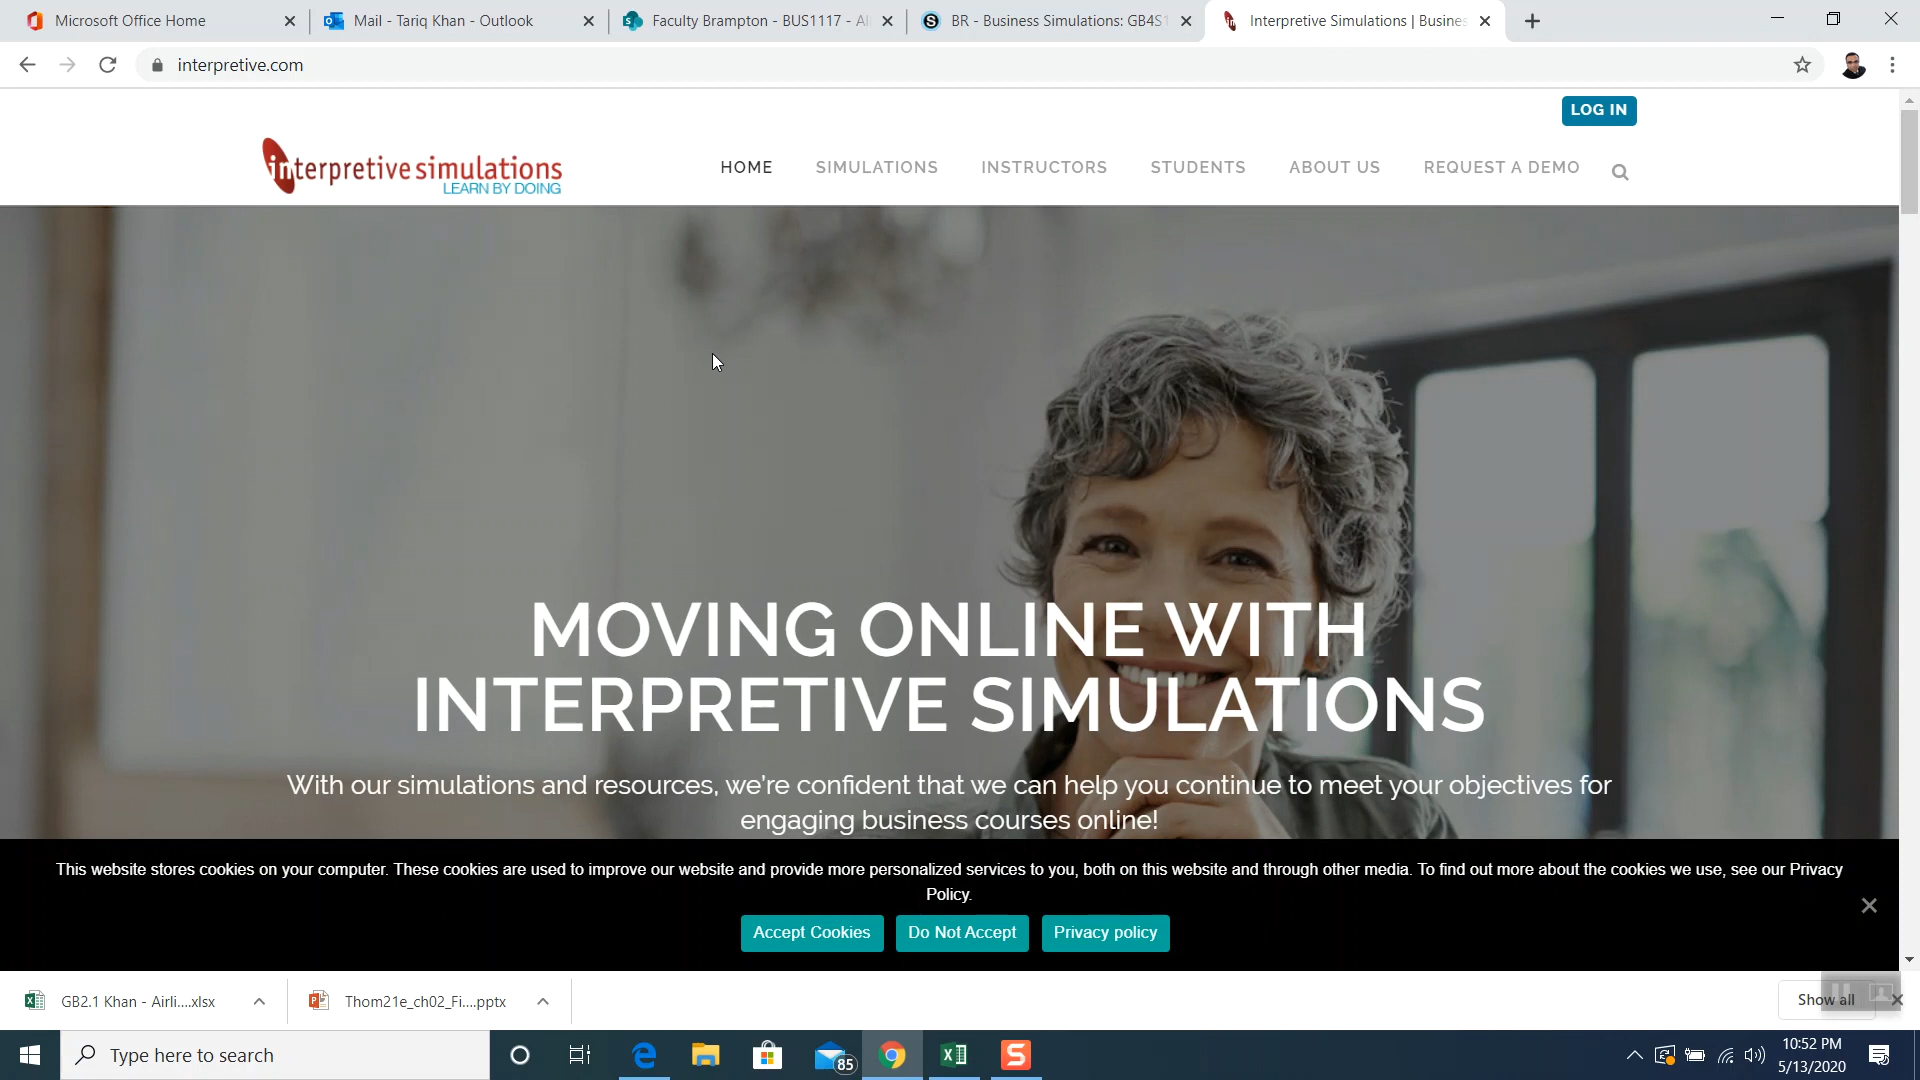 Microsoft Office Home
Mail - Tariq Khan - Outlook
Faculty Brampton - BUS1117 - Al
BR - Business Simulations: GB4S1
Interpretive Simulations | Busines
interpretive.com
LOG IN
interpretive simulations
LEARN BY DOING
HOME SIMULATIONS INSTRUCTORS STUDENTS ABOUT US REQUEST A DEMO
MOVING ONLINE WITH
INTERPRETIVE SIMULATIONS
With our simulations and resources, we're confident that we can help you continue to meet your objectives for
engaging business courses online!
This website stores cookies on your computer. These cookies are used to improve our website and provide more personalized services to you, both on this website and through other media. To find out more about the cookies we use, see our Privacy
Policy.
Accept Cookies Do Not Accept Privacy policy
GB2.1 Khan - Airli....xlsx
Thom21e_ch02_Fi....pptx
Show all
Type here to search
85
10:52 PM
5/13/2020